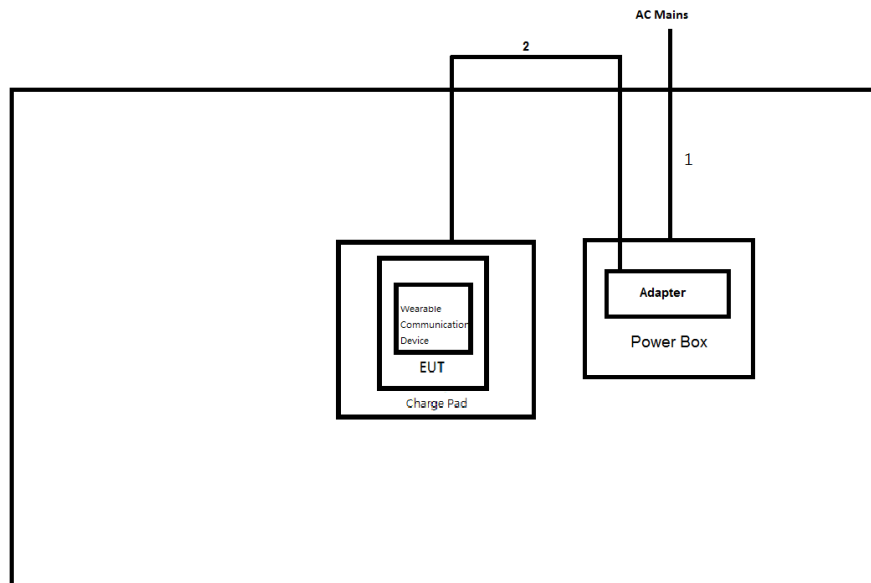 AC Mains
2
1
Wearable
Communication
Device
EUT
Charge Pad
Adapter
Power Box